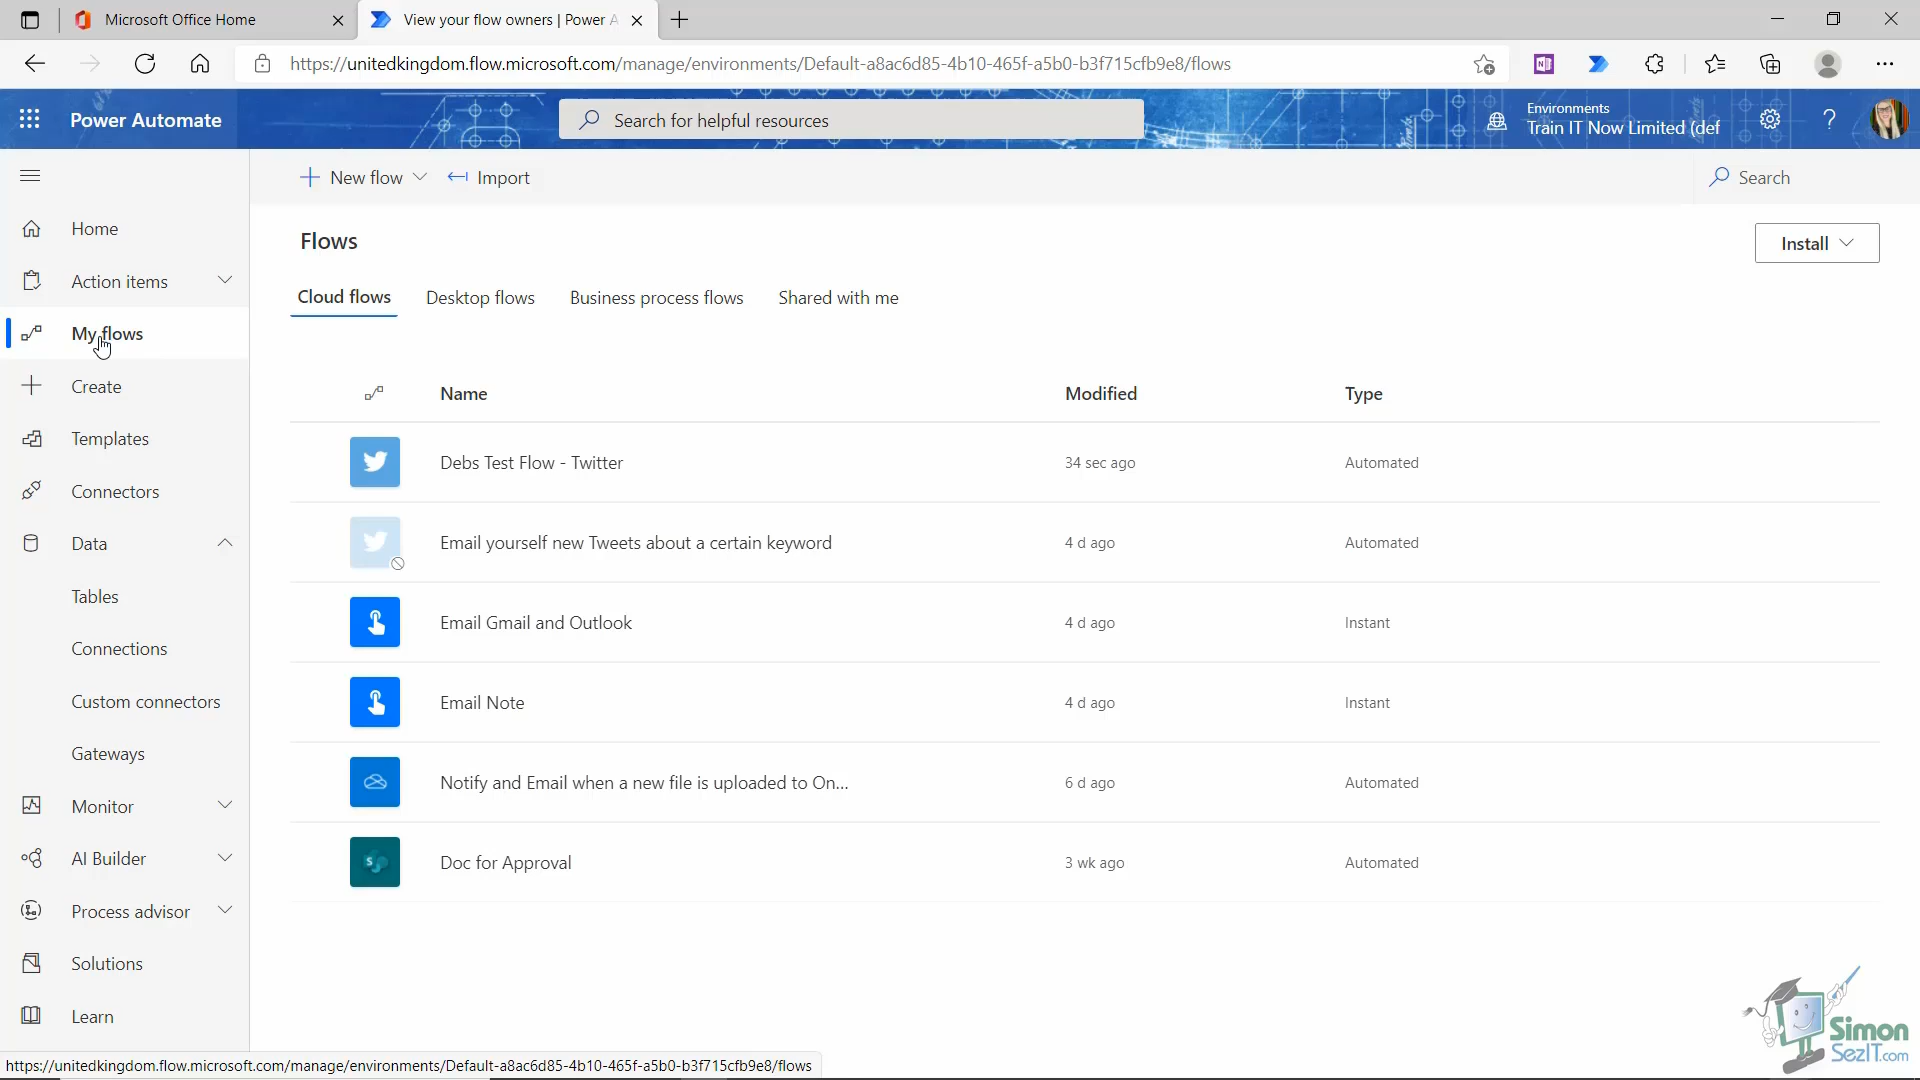 Microsoft Office Home
View your flow owners | Power A
https://unitedkingdom.flow.microsoft.com/manage/environments/Default-a8ac6d85-4b10-465f-a5b0-b3f715cfb9e8/flows
Power Automate
Search for helpful resources
Environments
Train IT Now Limited (def
New flow
Import
Search
Home
Action items
My flows
Create
Templates
Connectors
Data
Tables
Connections
Custom connectors
Gateways
Monitor
AI Builder
Process advisor
Solutions
Learn
Flows
Install
Cloud flows
Desktop flows
Business process flows
Shared with me
Name Modified Type
Debs Test Flow - Twitter 34 sec ago Automated
Email yourself new Tweets about a certain keyword 4 d ago Automated
Email Gmail and Outlook 4 d ago Instant
Email Note 4 d ago Instant
Notify and Email when a new file is uploaded to On... 6 d ago Automated
Doc for Approval 3 wk ago Automated
Simon
SezIT.com
https://unitedkingdom.flow.microsoft.com/manage/environments/Default-a8ac6d85-4b10-465f-a5b0-b3f715cfb9e8/flows